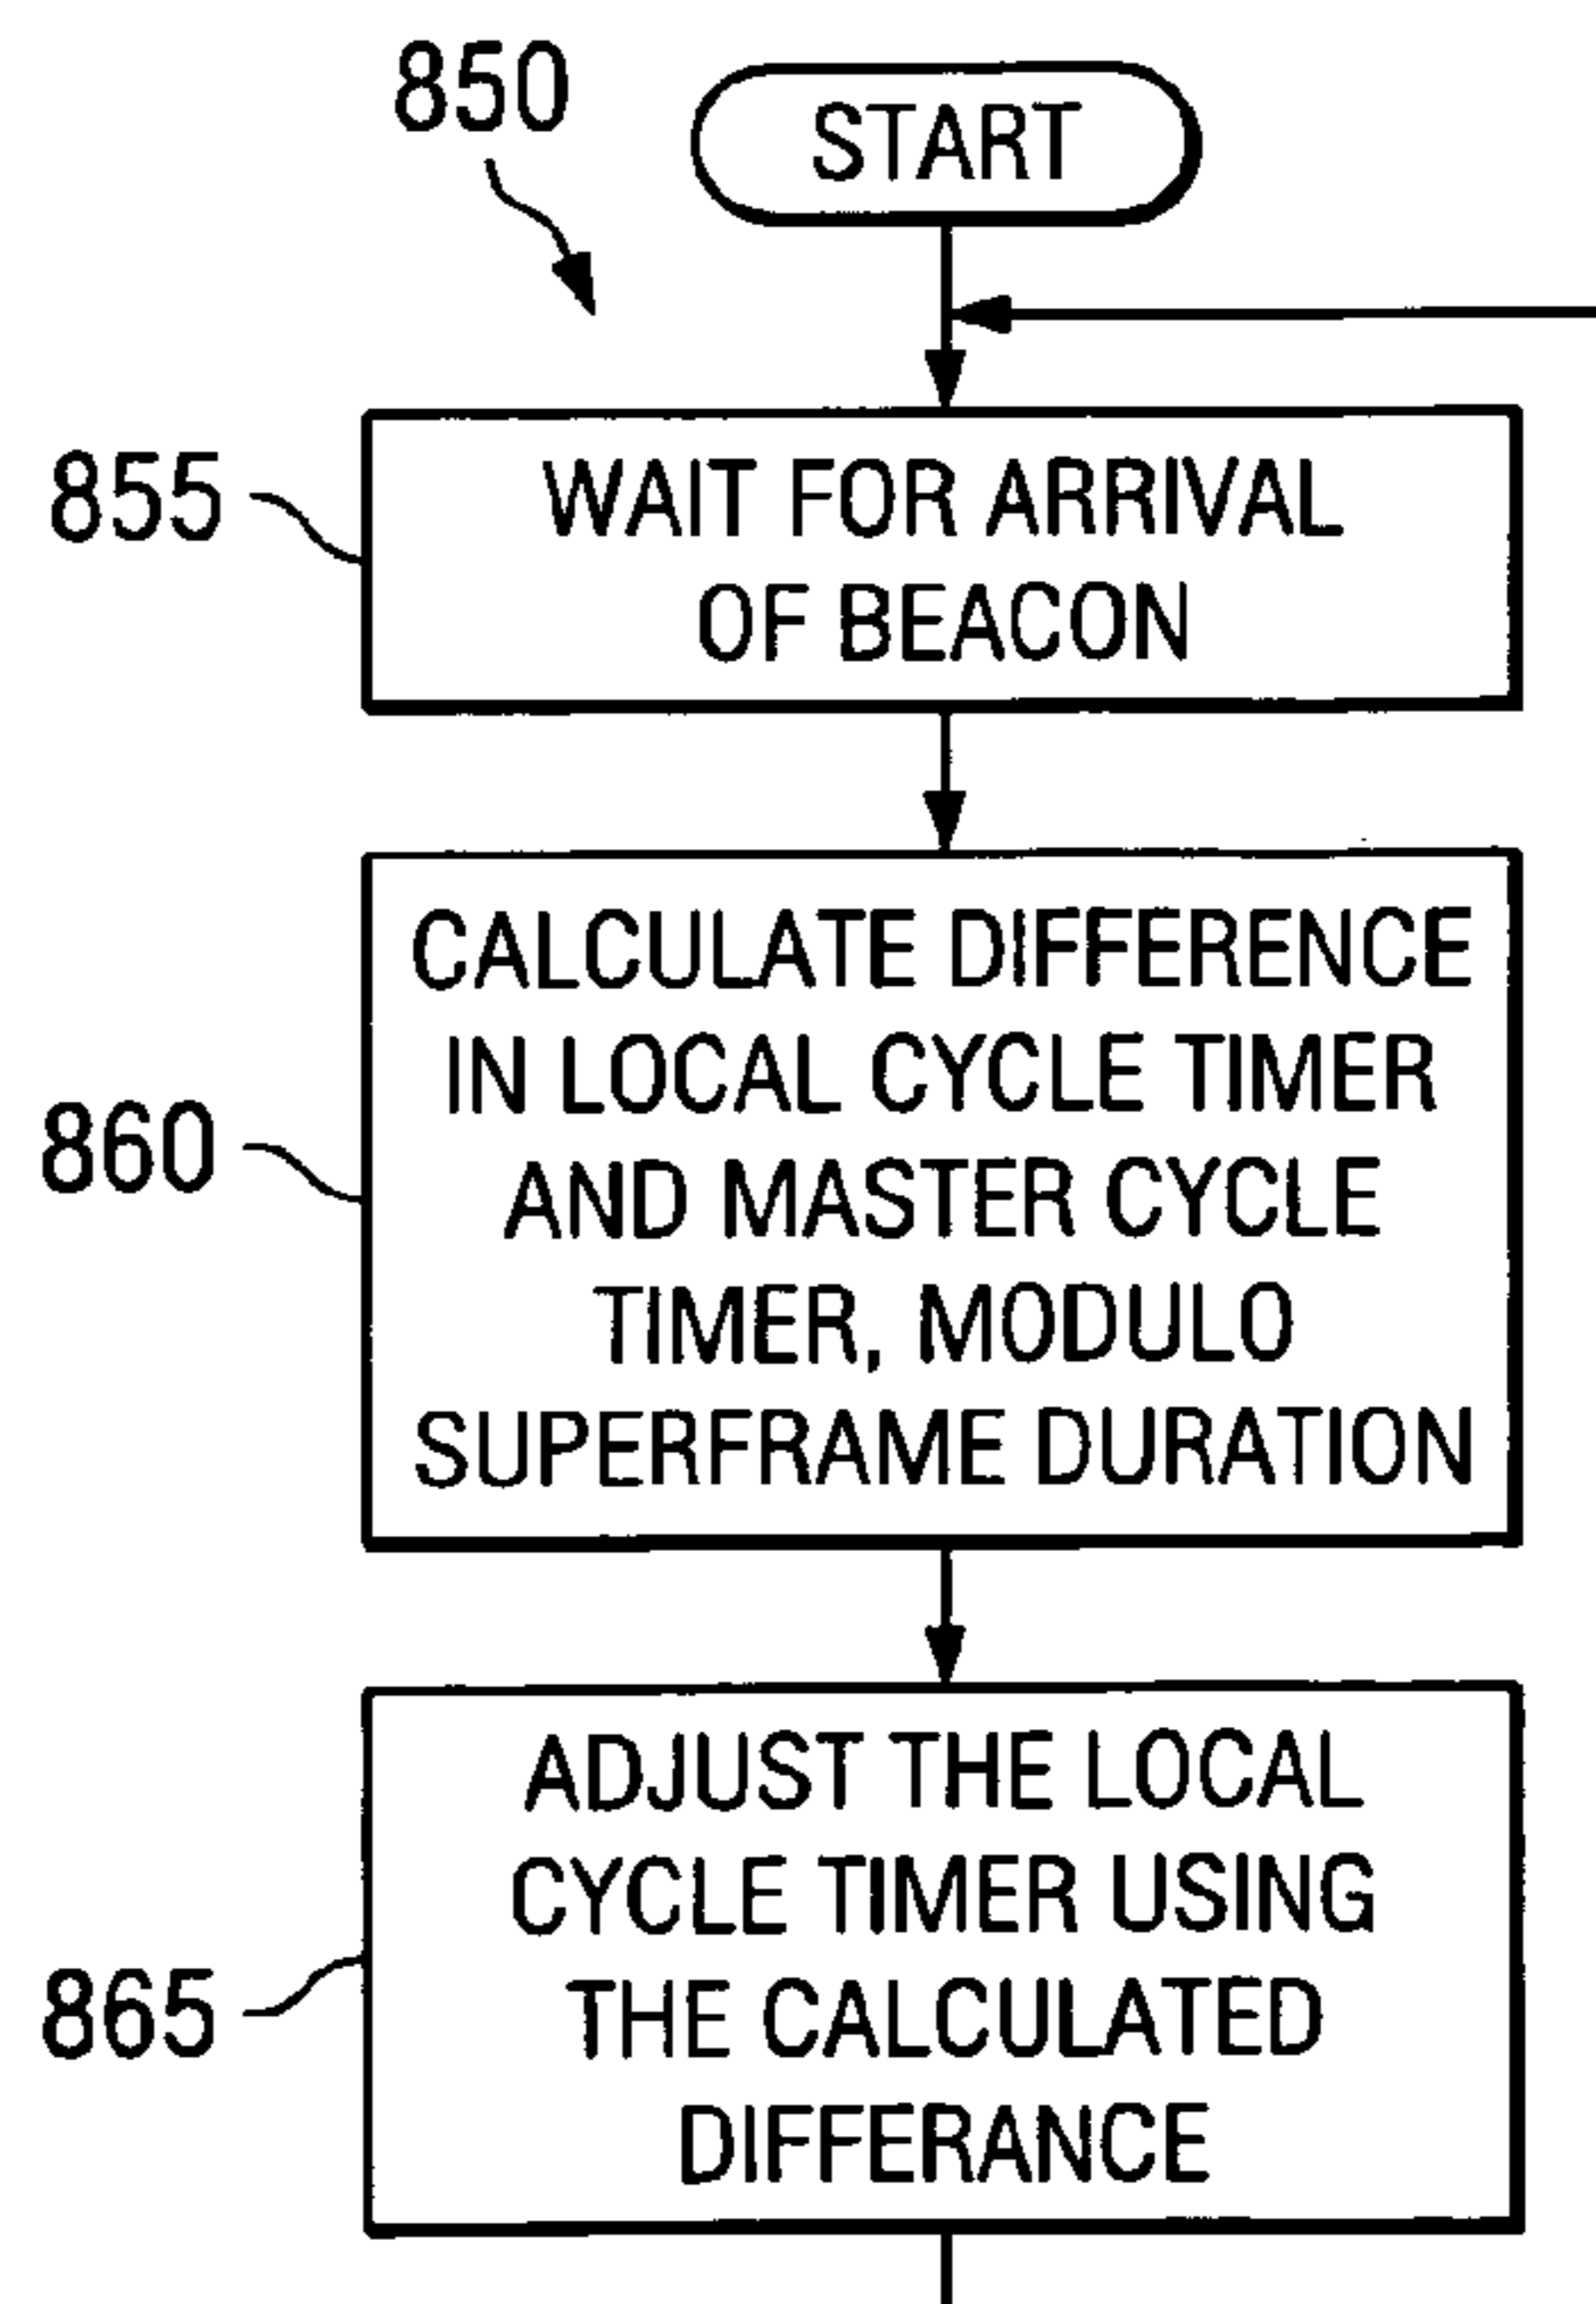 850
START
855
WAIT FOR ARRIVAL
OF BEACON
860
CALCULATE DIFFERENCE
IN LOCAL CYCLE TIMER
AND MASTER CYCLE
TIMER, MODULO
SUPERFRAME DURATION
865
ADJUST THE LOCAL
CYCLE TIMER USING
THE CALCULATED
DIFFERANCE